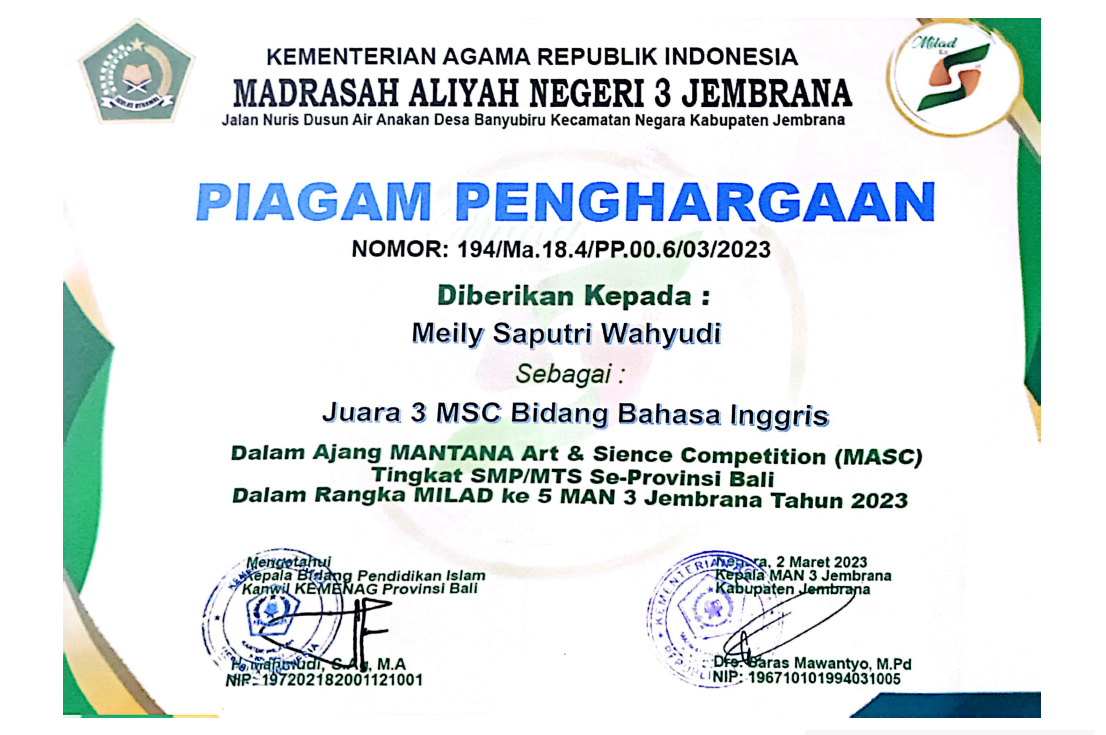 KEMENTERIAN AGAMA REPUBLIK INDONESIA
MADRASAH ALIYAH NEGERI 3 JEMBRANA
Jalan Nuris Dusun Air Anakan Desa Banyubiru Kecamatan Negara Kabupaten Jembrana
IKHLAS BERAMAL
Milad
Ke
5
PIAGAM PENGHARGAAN
NOMOR: 194/Ma.18.4/PP.00.6/03/2023
Diberikan Kepada :
Meily Saputri Wahyudi
Sebagai :
Juara 3 MSC Bidang Bahasa Inggris
Dalam Ajang MANTANA Art & Sience Competition (MASC)
Tingkat SMP/MTS Se-Provinsi Bali
Dalam Rangka MILAD ke 5 MAN 3 Jembrana Tahun 2023
Mengetahui
Kepala Bidang Pendidikan Islam
Kanwil KEMENAG Provinsi Bali
H. Mahmudi, S.Ag, M.A
NIP: 197202182001121001
Negara, 2 Maret 2023
Kepala MAN 3 Jembrana
Kabupaten Jembrana
Drs. Saras Mawantyo, M.Pd
NIP: 196710101994031005